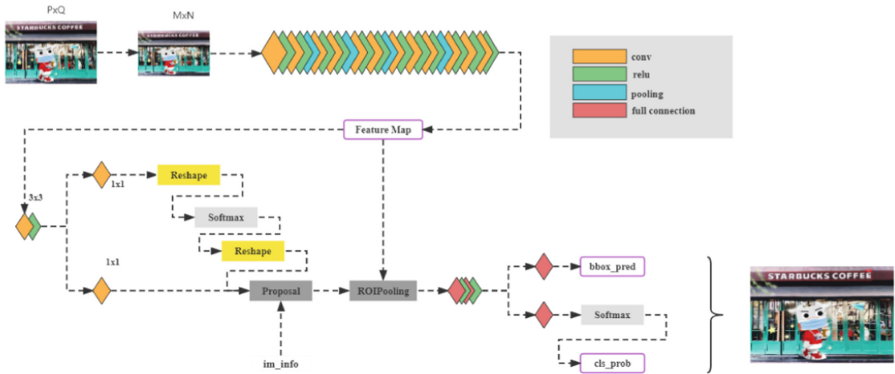 PxQ
MxN
STARBUCKS COFFEE
STARBUCKS COFFEE
conv
relu
pooling
full connection
Feature Map
3x3
1x1
Reshape
Softmax
1x1
Reshape
Proposal
ROIPooling
im_info
bbox_pred
Softmax
cls_prob
STARBUCKS COFFEE